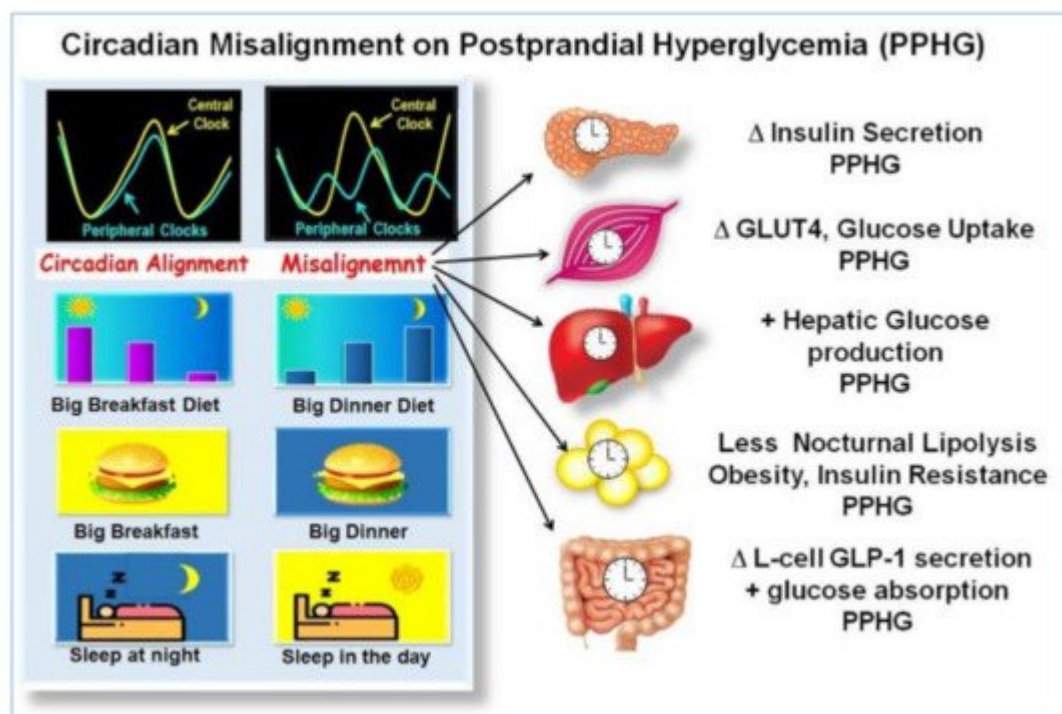 Circadian Misalignment on Postprandial Hyperglycemia (PPHG)
Central
Clock
Peripheral Clocks
Central
Clock
Peripheral Clocks
Circadian Alignment
Misalignemnt
Big Breakfast Diet
Big Dinner Diet
Big Breakfast
Big Dinner
z
z
z
z
Sleep at night
Sleep in the day
Δ Insulin Secretion
PPHG
Δ GLUT4, Glucose Uptake
PPHG
+ Hepatic Glucose
production
PPHG
Less Nocturnal Lipolysis
Obesity, Insulin Resistance
PPHG
Δ L-cell GLP-1 secretion
+ glucose absorption
PPHG